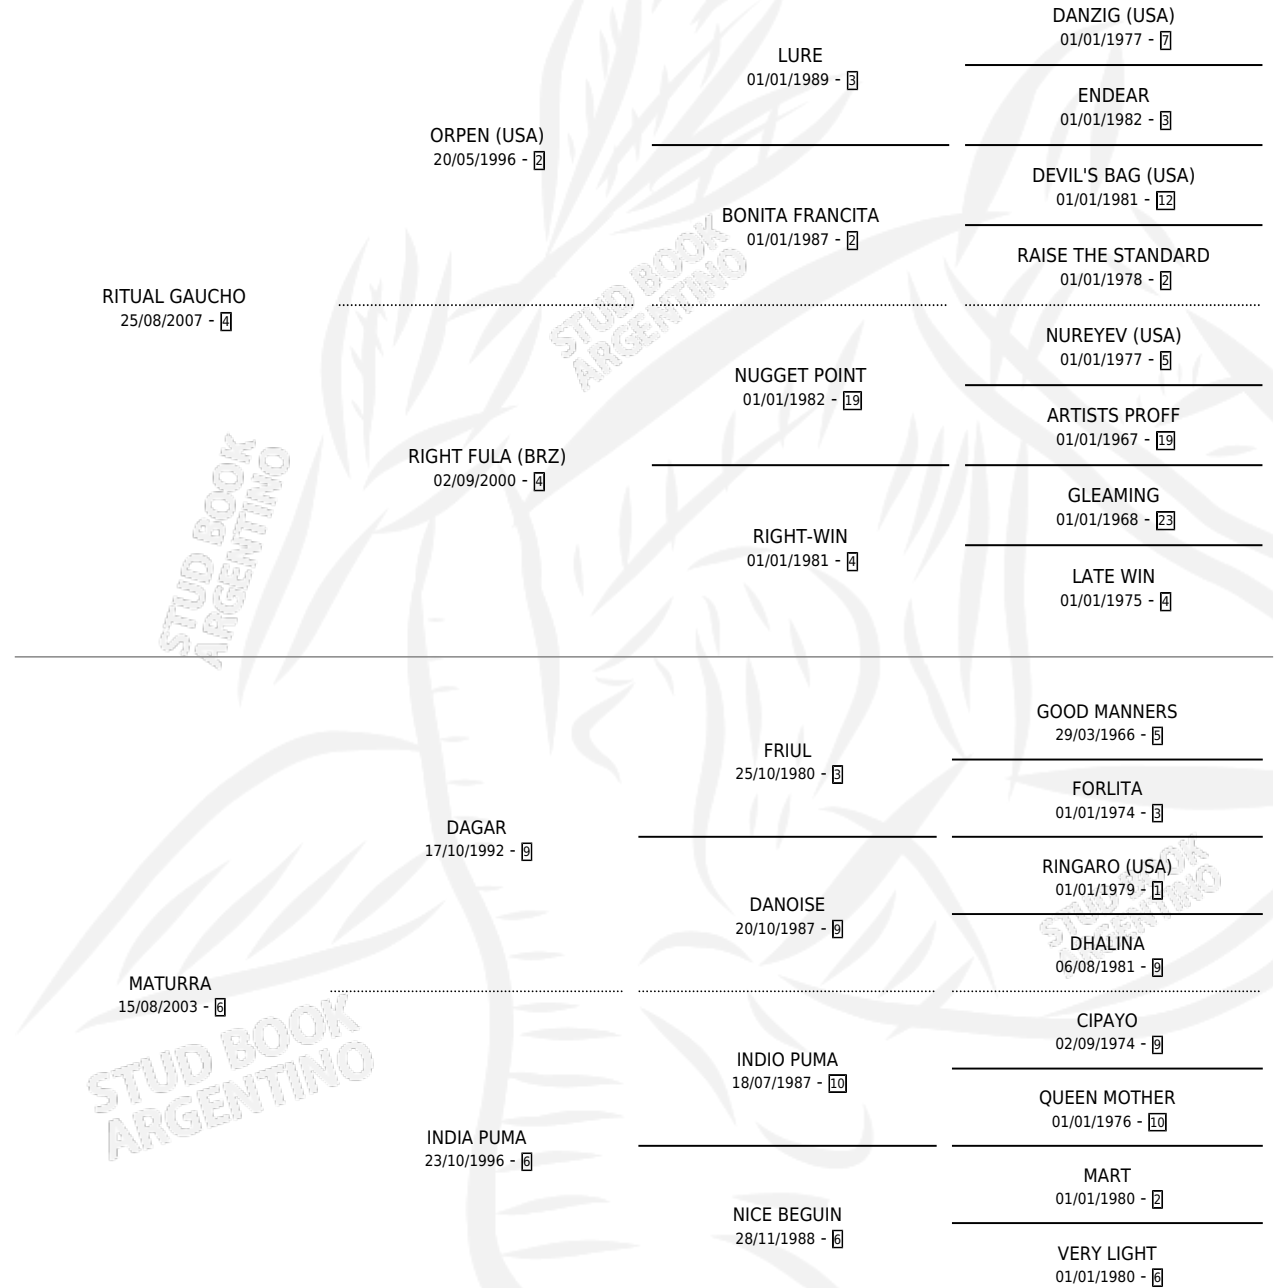 DANZIG (USA)
01/01/1977 - 7
LURE
01/01/1989 - 3
ENDEAR
01/01/1982 - 3
ORPEN (USA)
20/05/1996 - 2
DEVIL'S BAG (USA)
01/01/1981 - 12
BONITA FRANCITA
01/01/1987 - 2
RAISE THE STANDARD
01/01/1978 - 2
RITUAL GAUCHO
25/08/2007 - 4
NUREYEV (USA)
01/01/1977 - 5
NUGGET POINT
01/01/1982 - 19
ARTISTS PROFF
01/01/1967 - 19
RIGHT FULA (BRZ)
02/09/2000 - 4
GLEAMING
01/01/1968 - 23
RIGHT-WIN
01/01/1981 - 4
LATE WIN
01/01/1975 - 4
GOOD MANNERS
29/03/1966 - 5
FRIUL
25/10/1980 - 3
FORLITA
01/01/1974 - 3
DAGAR
17/10/1992 - 9
RINGARO (USA)
01/01/1979 - 1
DANOISE
20/10/1987 - 9
DHALINA
06/08/1981 - 9
MATURRA
15/08/2003 - 6
CIPAYO
02/09/1974 - 9
INDIO PUMA
18/07/1987 - 10
QUEEN MOTHER
01/01/1976 - 10
INDIA PUMA
23/10/1996 - 6
MART
01/01/1980 - 2
NICE BEGUIN
28/11/1988 - 6
VERY LIGHT
01/01/1980 - 6
STUD BOOK
ARGENTINO
STUD BOOK
ARGENTINO
STUD BOOK
ARGENTINO
STUD BOOK
ARGENTINO